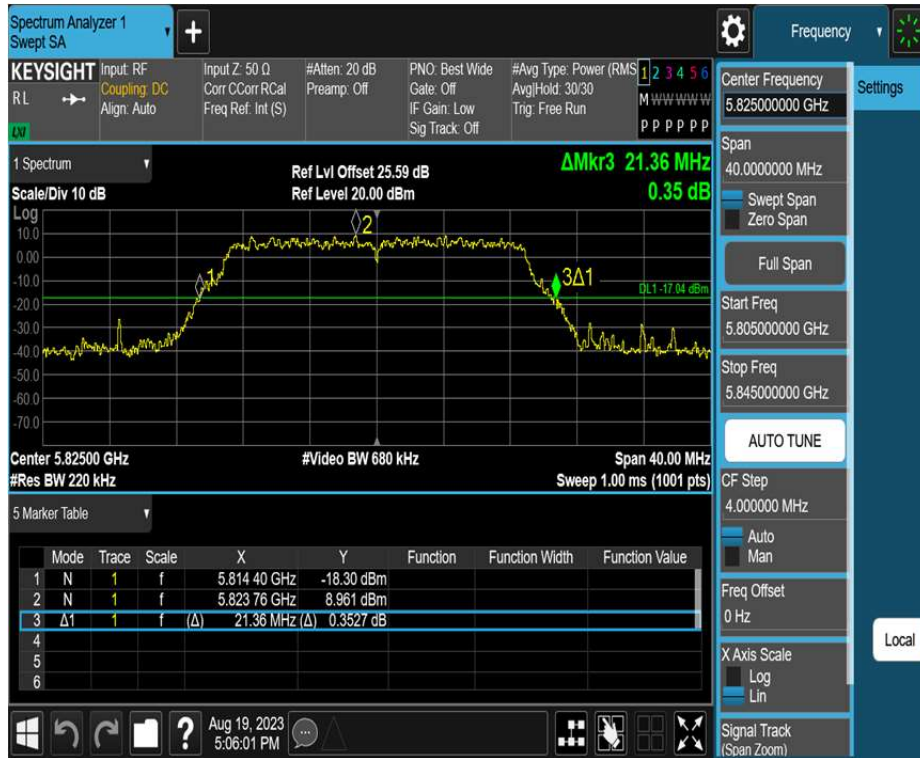 Spectrum Analyzer 1
Swept SA
+
Frequency
KEYSIGHT
RL
LXI
Input: RF
Coupling: DC
Align: Auto
Input Z: 50 Ω
Corr CCorr RCal
Freq Ref: Int (S)
#Atten: 20 dB
Preamp: Off
PNO: Best Wide
Gate: Off
IF Gain: Low
Sig Track: Off
#Avg Type: Power (RMS
Avg|Hold: 30/30
Trig: Free Run
1 2 3 4 5 6
M W W W W W
P P P P P P
Center Frequency
5.825000000 GHz
Settings
Span
40.0000000 MHz
Swept Span
Zero Span
Full Span
Start Freq
5.805000000 GHz
Stop Freq
5.845000000 GHz
AUTO TUNE
CF Step
4.000000 MHz
Auto
Man
Freq Offset
0 Hz
Local
X Axis Scale
Log
Lin
Signal Track
(Span Zoom)
1 Spectrum
Scale/Div 10 dB
Ref Lvl Offset 25.59 dB
Ref Level 20.00 dBm
ΔMkr3 21.36 MHz
0.35 dB
Log
10.0
0.00
-10.0
-20.0
-30.0
-40.0
-50.0
-60.0
-70.0
1
2
3Δ1
DL1 -17.04 dBm
Center 5.82500 GHz
#Video BW 680 kHz
Span 40.00 MHz
#Res BW 220 kHz
Sweep 1.00 ms (1001 pts)
5 Marker Table
Mode Trace Scale X Y Function Function Width Function Value
1 N 1 f 5.814 40 GHz -18.30 dBm
2 N 1 f 5.823 76 GHz 8.961 dBm
3 Δ1 1 f (Δ) 21.36 MHz (Δ) 0.3527 dB
4
5
6
?
Aug 19, 2023
5:06:01 PM